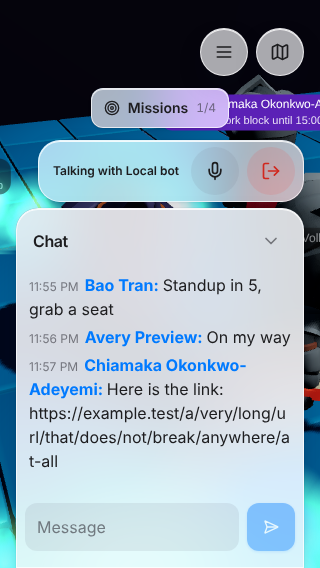 Missions 1/4
maka Okonkwo-A
rk block until 15:00
Talking with Local bot
Chat
11:55 PM Bao Tran: Standup in 5,
grab a seat
11:56 PM Avery Preview: On my way
11:57 PM Chiamaka Okonkwo-
Adeyemi: Here is the link:
https://example.test/a/very/long/u
rl/that/does/not/break/anywhere/a
t-all
Message